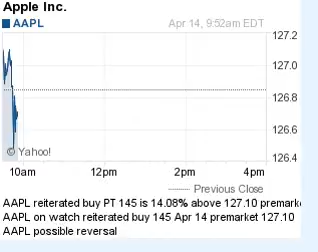 Apple Inc.
AAPL Apr 14, 9:52am EDT
127.2
127.0
126.8
126.6
126.4
© Yahoo!
10am 12pm 2pm 4pm
Previous Close
AAPL reiterated buy PT 145 is 14.08% above 127.10 premark
AAPL on watch reiterated buy 145 Apr 14 premarket 127.10
AAPL possible reversal